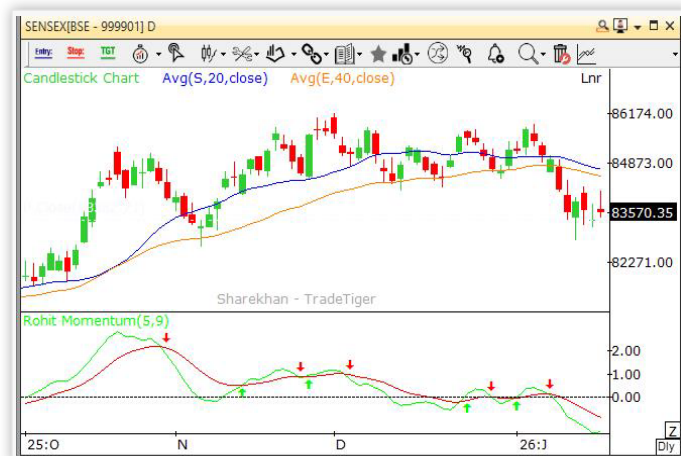 SENSEX[BSE - 999901] D
Entry: Stop: TGT
Candlestick Chart Avg(S,20,close) Avg(E,40,close) Lnr
86174.00
84873.00
83570.35
82271.00
Sharekhan - TradeTiger
Rohit Momentum(5,9)
2.00
1.00
0.00
Z
25:O N D 26:J Dly